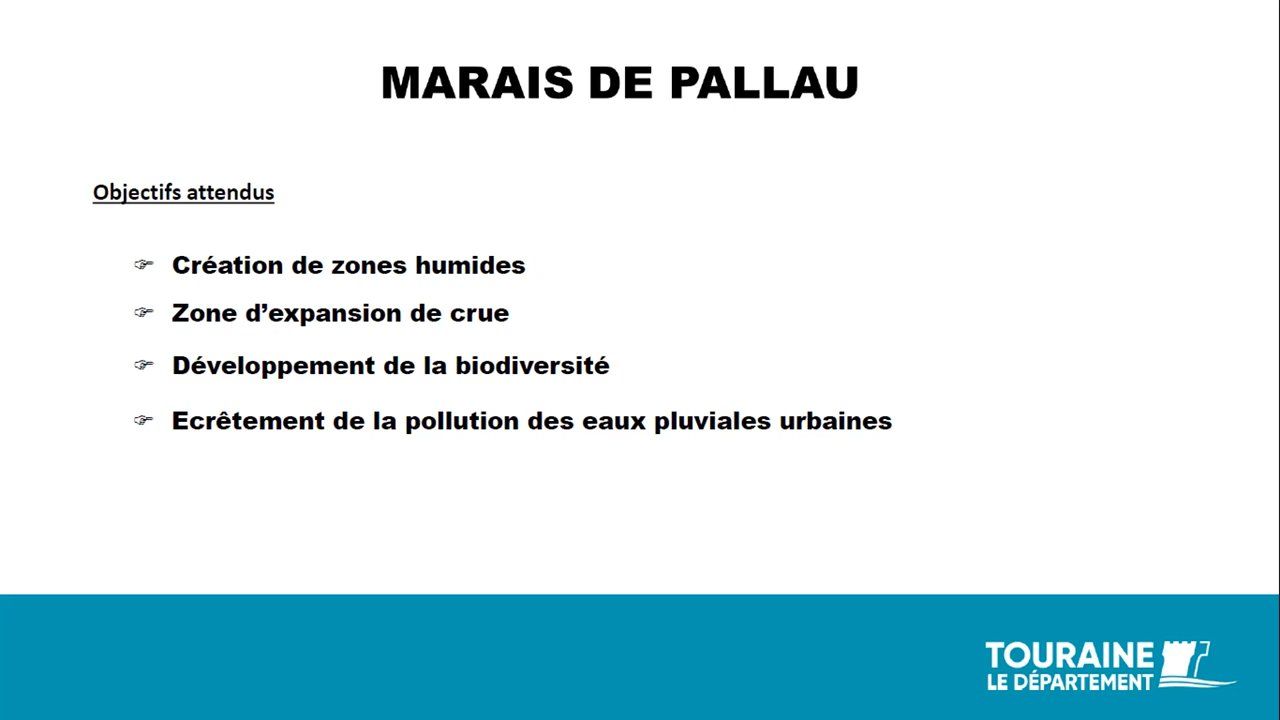 MARAIS DE PALLAU
Objectifs attendus
☞ Création de zones humides
☞ Zone d’expansion de crue
☞ Développement de la biodiversité
☞ Ecrêtement de la pollution des eaux pluviales urbaines
TOURAINE
LE DÉPARTEMENT